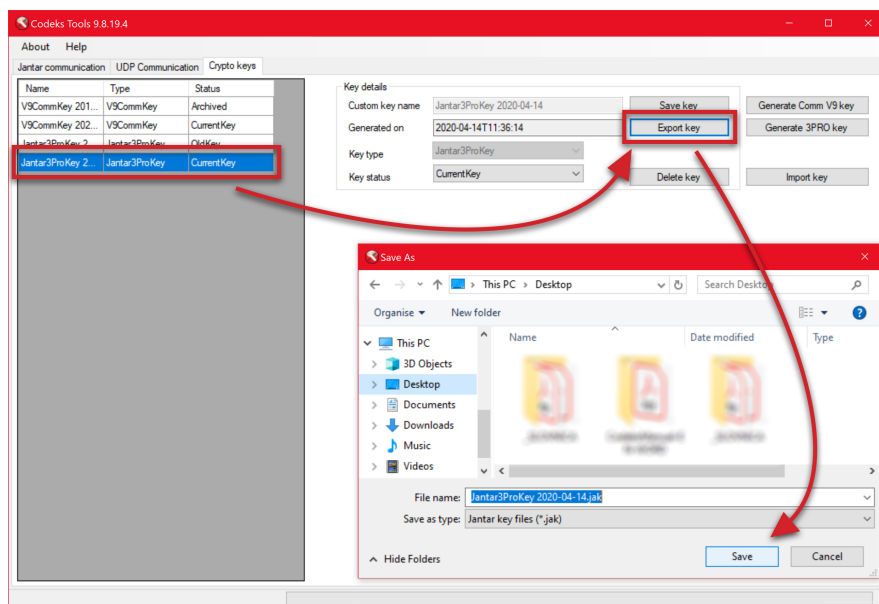 Codeks Tools 9.8.19.4
About Help
Jantar communication UDP Communication Crypto keys
Name Type Status
V9CommKey 201... V9CommKey Archived
V9CommKey 202... V9CommKey CurrentKey
Jantar3ProKey 2... Jantar3ProKey OldKey
Jantar3ProKey 2... Jantar3ProKey CurrentKey
Key details
Custom key name Jantar3ProKey 2020-04-14 Save key Generate Comm V9 key
Generated on 2020-04-14T11:36:14 Export key Generate 3PRO key
Key type Jantar3ProKey
Key status CurrentKey Delete key Import key
Save As
This PC > Desktop Search Desktop
Organise New folder
Name Date modified Type
This PC
3D Objects
Desktop
Documents
Downloads
Music
Videos
File name: Jantar3ProKey 2020-04-14.jak
Save as type: Jantar key files (*.jak)
Hide Folders Save Cancel